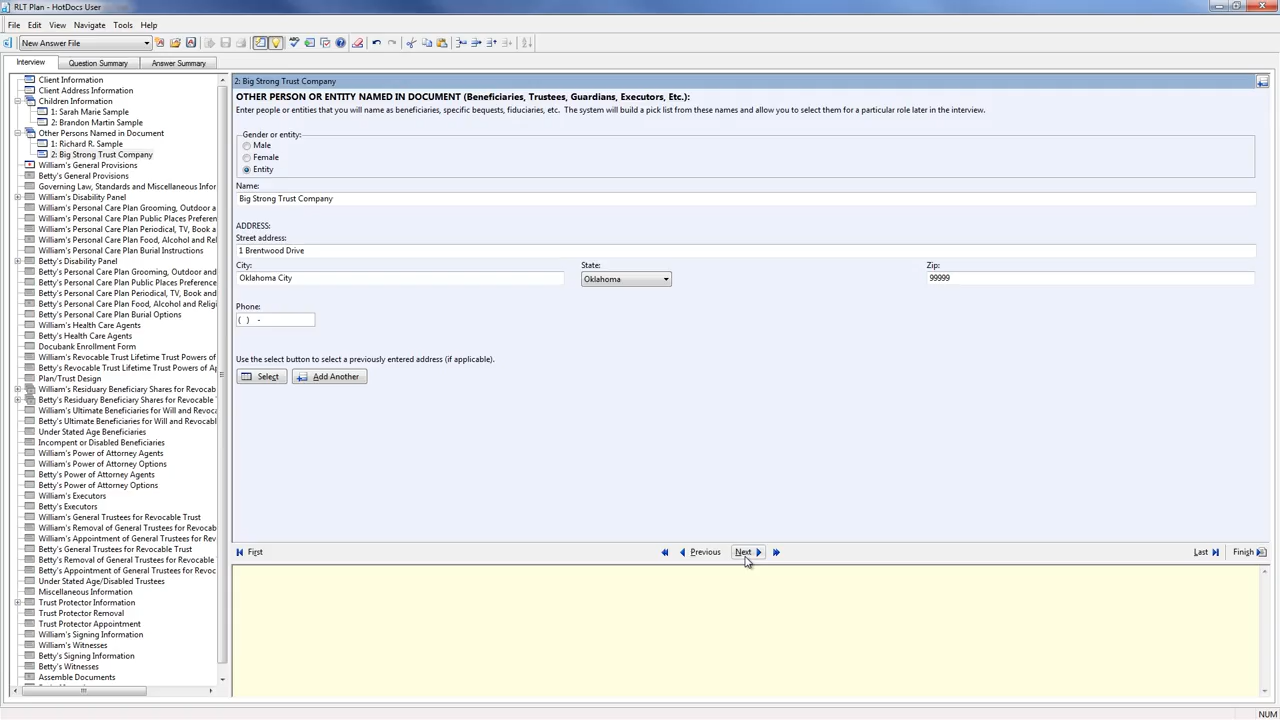 RLT Plan - HotDocs User
File Edit View Navigate Tools Help
New Answer File
Interview Question Summary Answer Summary
Client Information
Client Address Information
Children Information
1: Sarah Marie Sample
2: Brandon Martin Sample
Other Persons Named in Document
1: Richard R. Sample
2: Big Strong Trust Company
William's General Provisions
Betty's General Provisions
Governing Law, Standards and Miscellaneous Infor
William's Disability Panel
William's Personal Care Plan Grooming, Outdoor a
William's Personal Care Plan Public Places Preferen
William's Personal Care Plan Periodical, TV, Book a
William's Personal Care Plan Food, Alcohol and Rel
William's Personal Care Plan Burial Instructions
Betty's Disability Panel
Betty's Personal Care Plan Grooming, Outdoor and
Betty's Personal Care Plan Public Places Preference
Betty's Personal Care Plan Periodical, TV, Book and
Betty's Personal Care Plan Food, Alcohol and Religi
Betty's Personal Care Plan Burial Options
William's Health Care Agents
Betty's Health Care Agents
Docubank Enrollment Form
William's Revocable Trust Lifetime Trust Powers of
Betty's Revocable Trust Lifetime Trust Powers of Ap
Plan/Trust Design
William's Residuary Beneficiary Shares for Revocab
Betty's Residuary Beneficiary Shares for Revocable
William's Ultimate Beneficiaries for Will and Revoca
Betty's Ultimate Beneficiaries for Will and Revocabl
Under Stated Age Beneficiaries
Incompent or Disabled Beneficiaries
William's Power of Attorney Agents
William's Power of Attorney Options
Betty's Power of Attorney Agents
Betty's Power of Attorney Options
William's Executors
Betty's Executors
William's General Trustees for Revocable Trust
William's Removal of General Trustees for Revocab
William's Appointment of General Trustees for Revo
Betty's General Trustees for Revocable Trust
Betty's Removal of General Trustees for Revocable
Betty's Appointment of General Trustees for Revoc
Under Stated Age/Disabled Trustees
Miscellaneous Information
Trust Protector Information
Trust Protector Removal
Trust Protector Appointment
William's Signing Information
William's Witnesses
Betty's Signing Information
Betty's Witnesses
Assemble Documents
2: Big Strong Trust Company
OTHER PERSON OR ENTITY NAMED IN DOCUMENT (Beneficiaries, Trustees, Guardians, Executors, Etc.):
Enter people or entities that you will name as beneficiaries, specific bequests, fiduciaries, etc. The system will build a pick list from these names and allow you to select them for a particular role later in the interview.
Gender or entity:
Male
Female
Entity
Name:
Big Strong Trust Company
ADDRESS:
Street address:
1 Brentwood Drive
City: State: Zip:
Oklahoma City Oklahoma 99999
Phone:
( ) -
Use the select button to select a previously entered address (if applicable).
Select Add Another
First Previous Next Last Finish
NUM